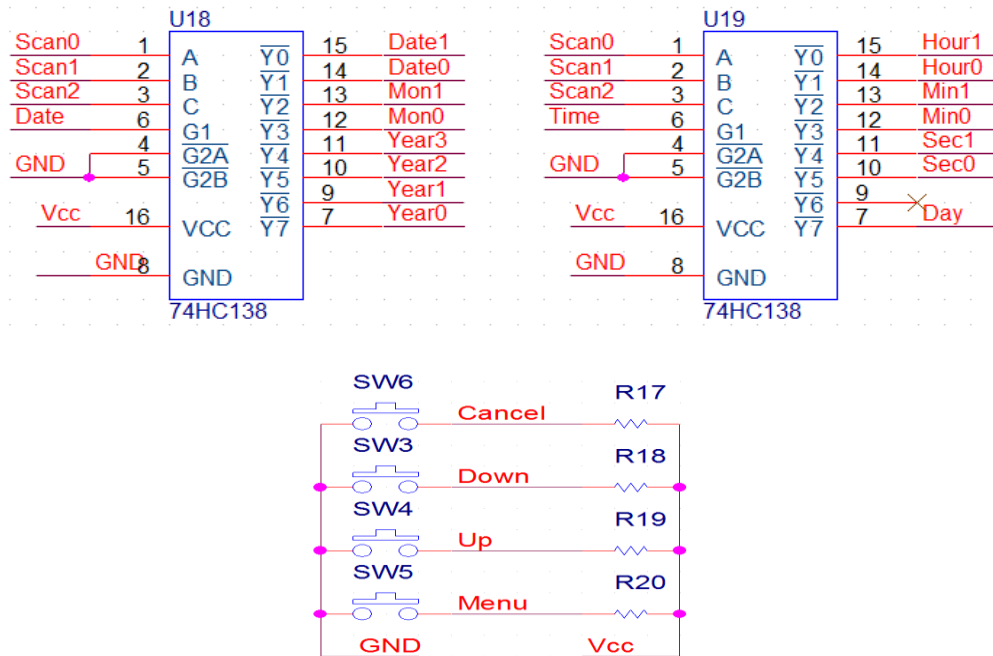 U18
Scan0 1 A Y0 15 Date1
Scan1 2 B Y1 14 Date0
Scan2 3 C Y2 13 Mon1
Date 6 G1 Y3 12 Mon0
4 G2A Y4 11 Year3
GND 5 G2B Y5 10 Year2
Y6 9 Year1
Vcc 16 VCC Y7 7 Year0
GND 8 GND
74HC138
U19
Scan0 1 A Y0 15 Hour1
Scan1 2 B Y1 14 Hour0
Scan2 3 C Y2 13 Min1
Time 6 G1 Y3 12 Min0
4 G2A Y4 11 Sec1
GND 5 G2B Y5 10 Sec0
Y6 9
Vcc 16 VCC Y7 7 Day
GND 8 GND
74HC138
SW6 Cancel R17
SW3 Down R18
SW4 Up R19
SW5 Menu R20
GND Vcc